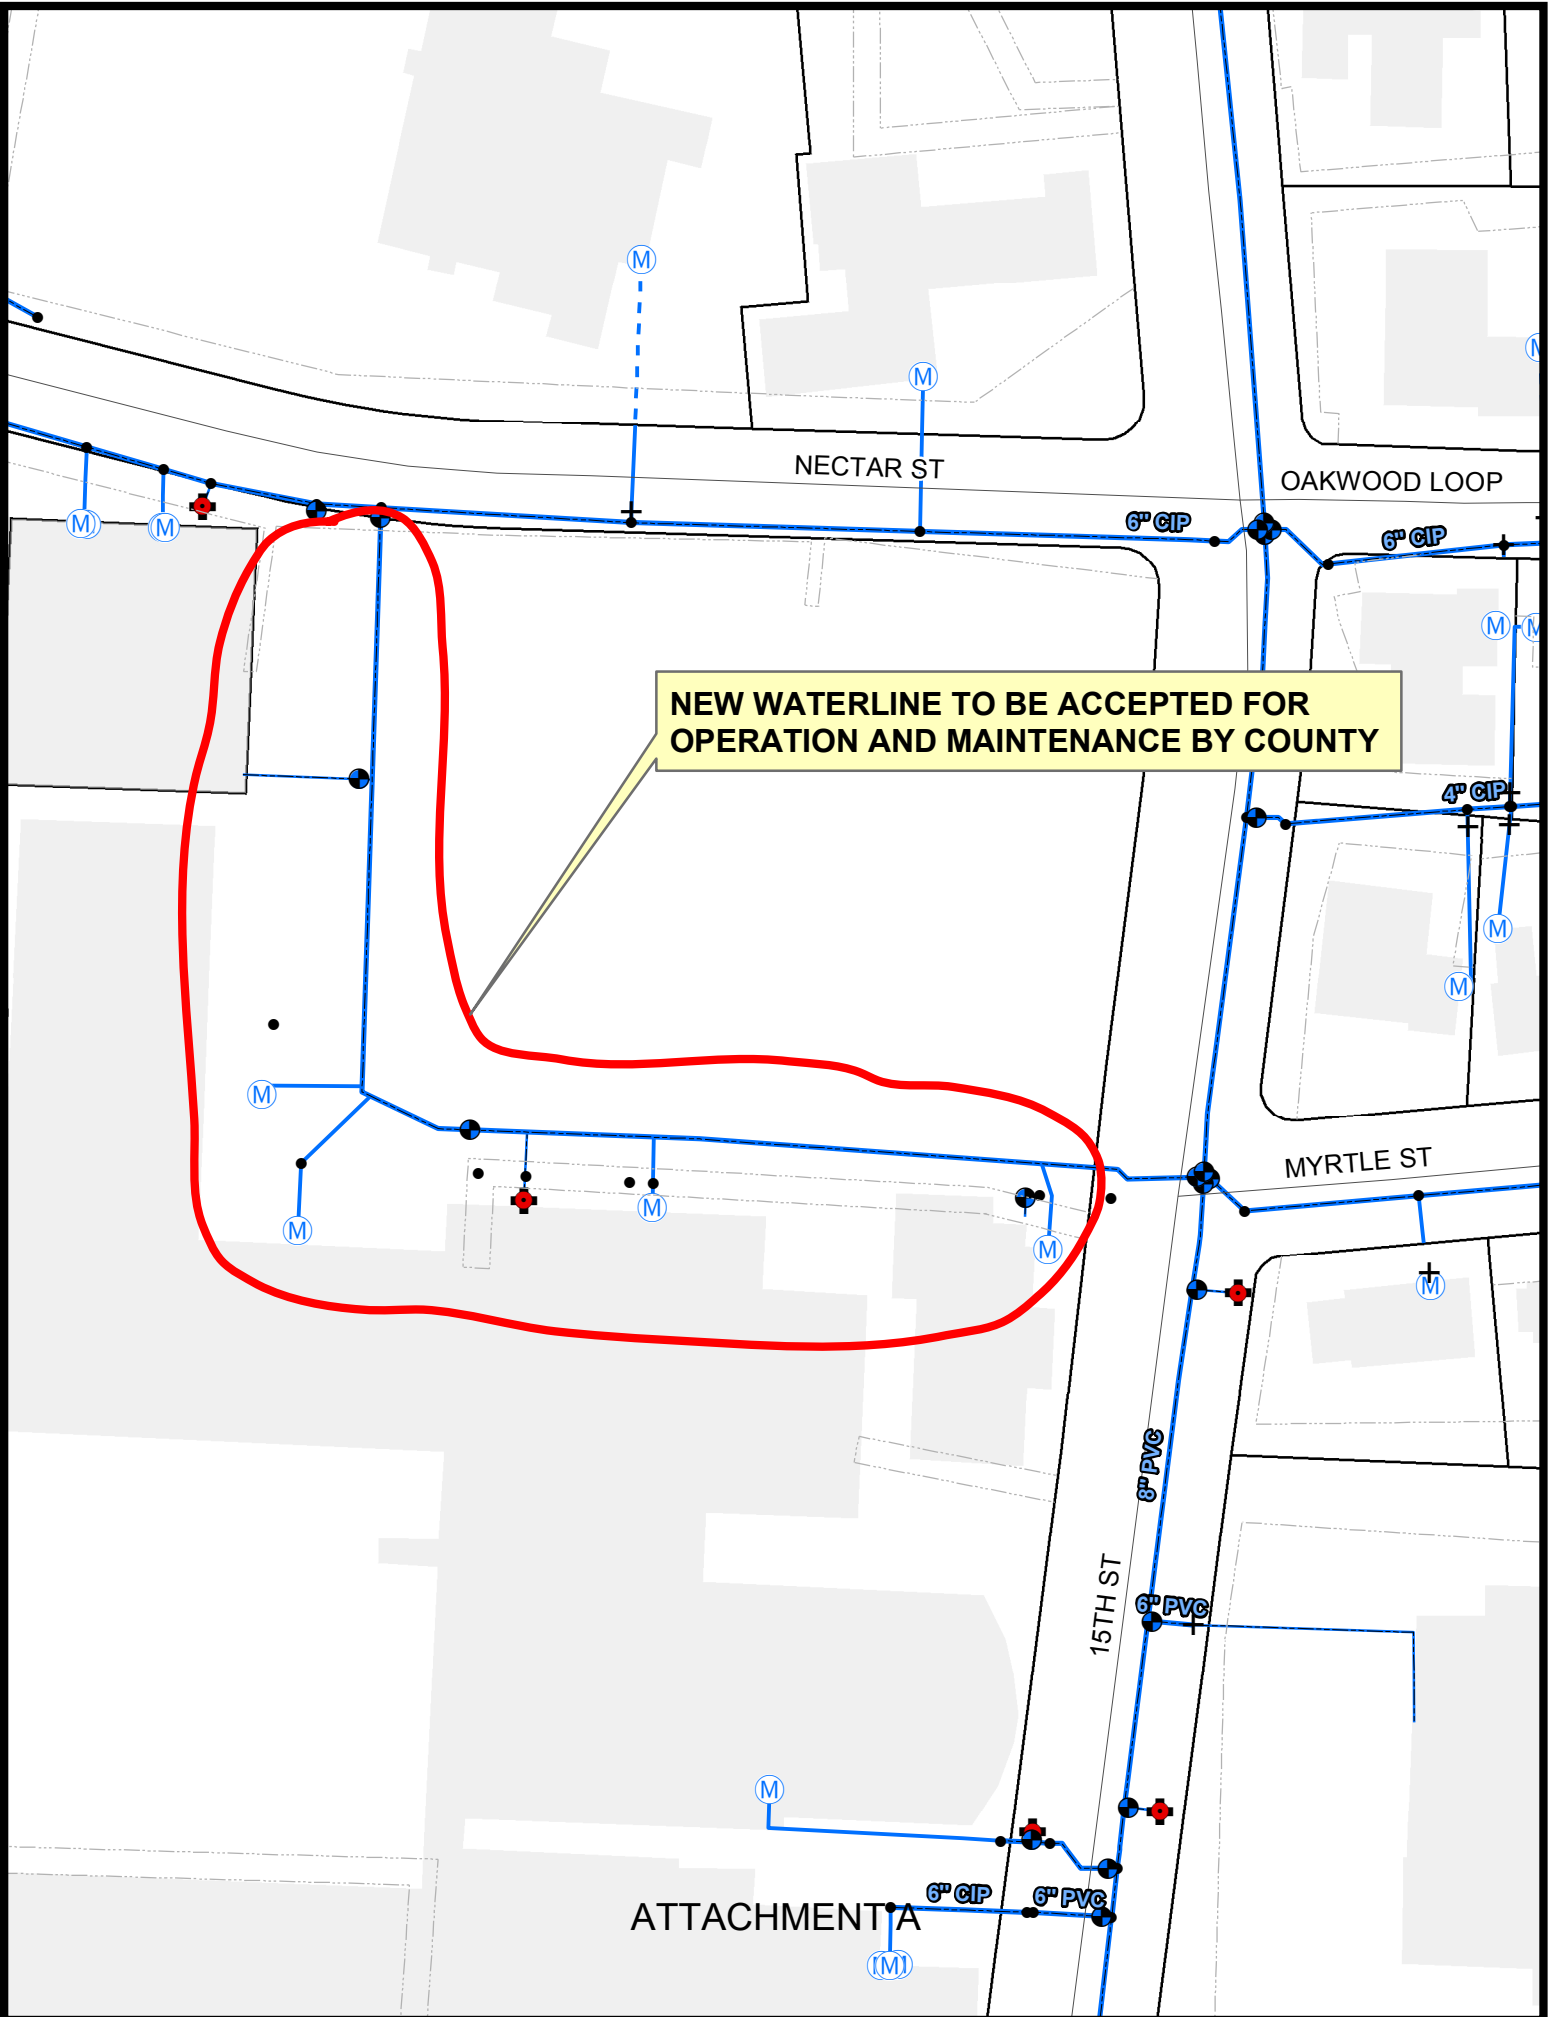 M
M
M
NECTAR ST
OAKWOOD LOOP
6" CIP
6" CIP
M
M
M
M
NEW WATERLINE TO BE ACCEPTED FOR
OPERATION AND MAINTENANCE BY COUNTY
4" CIP
M
M
M
MYRTLE ST
M
M
M
M
M
8" PVC
15TH ST
6" PVC
M
6" CIP
6" PVC
ATTACHMENT A
M